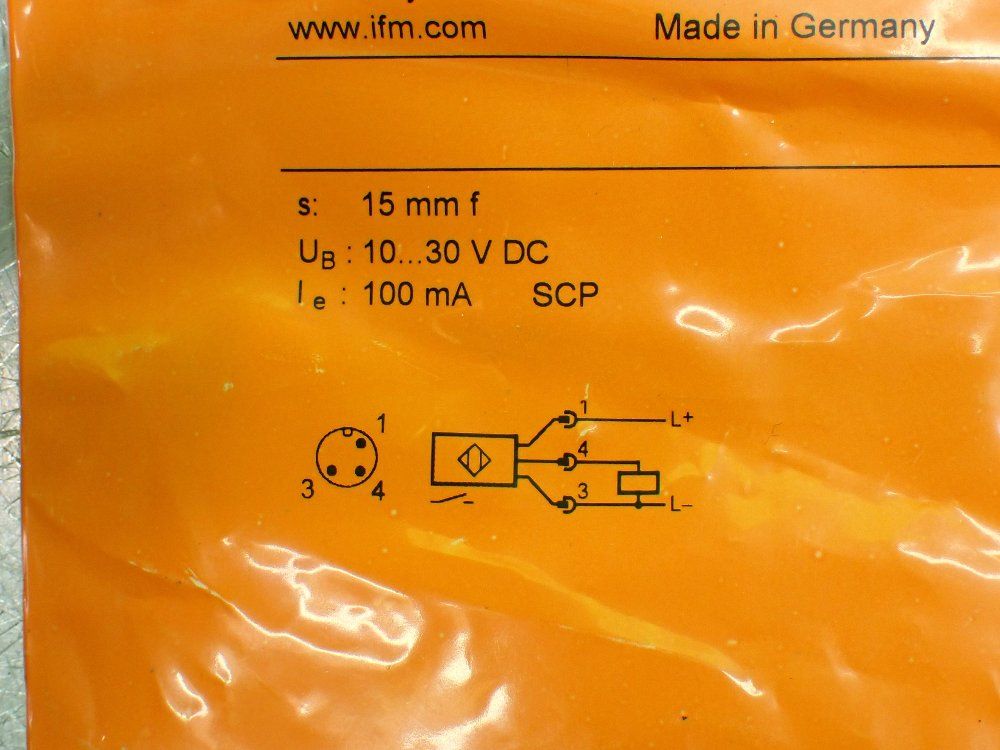 www.ifm.com Made in Germany
s: 15 mm f
UB : 10...30 V DC
Ie : 100 mA SCP
1
3 4
1 L+
4
3 L−